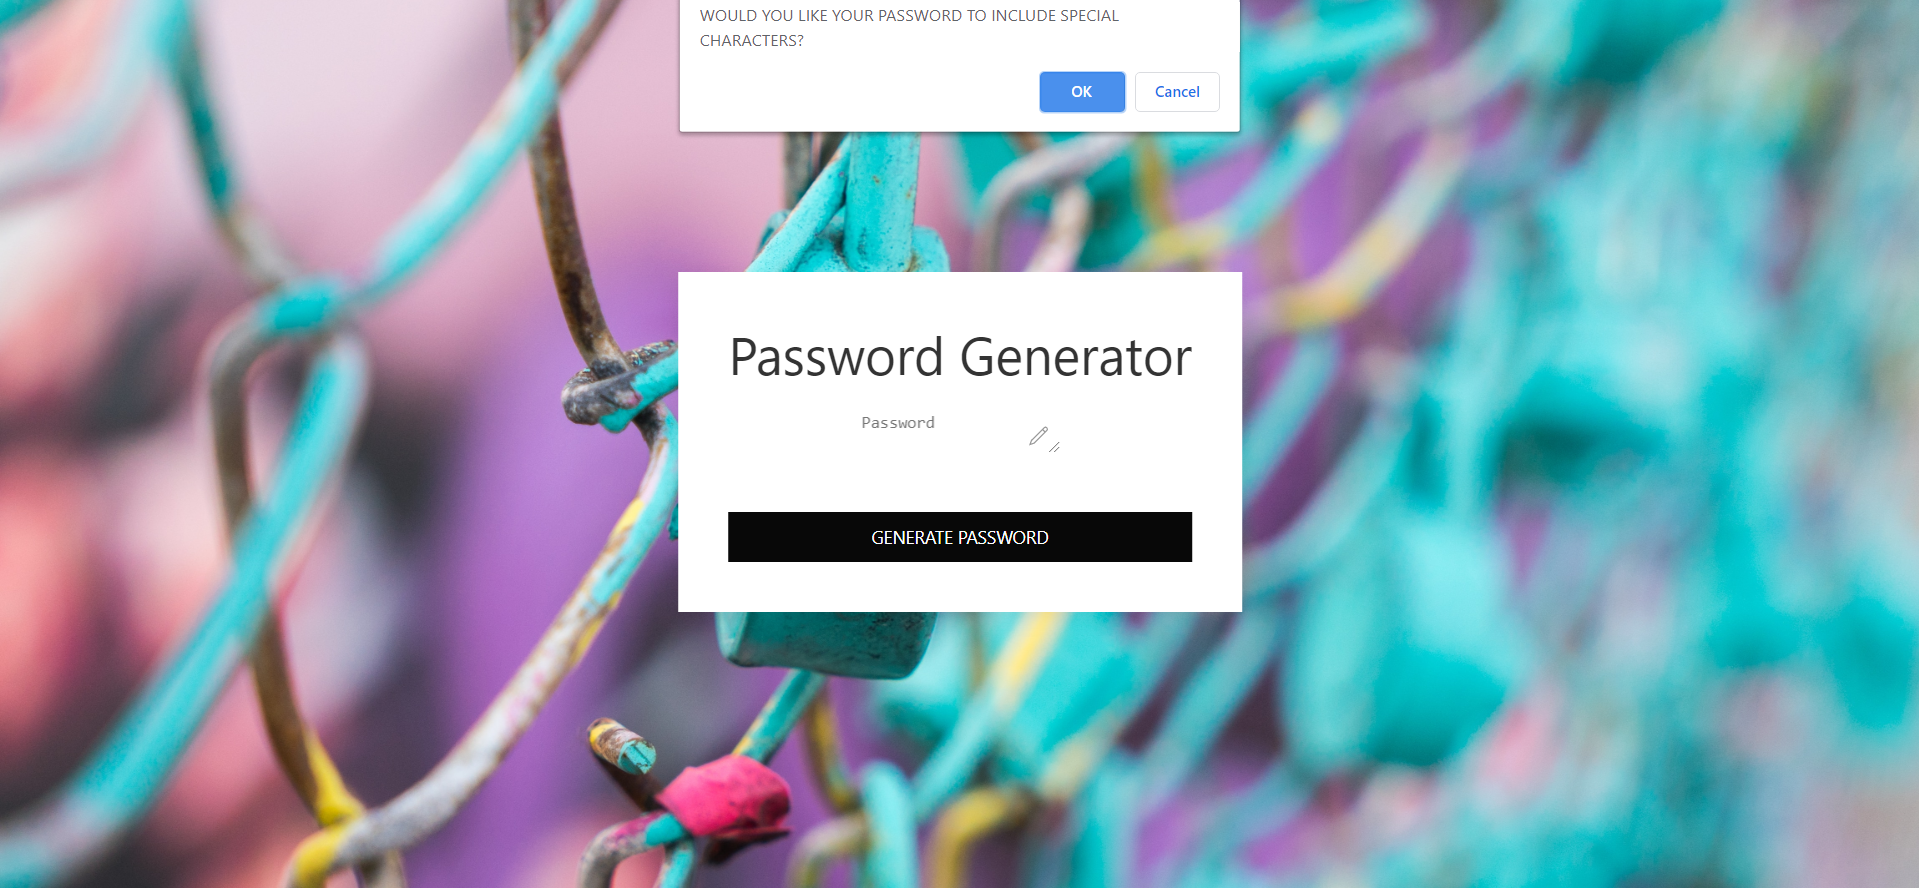 WOULD YOU LIKE YOUR PASSWORD TO INCLUDE SPECIAL
CHARACTERS?
OK
Cancel
Password Generator
Password
GENERATE PASSWORD